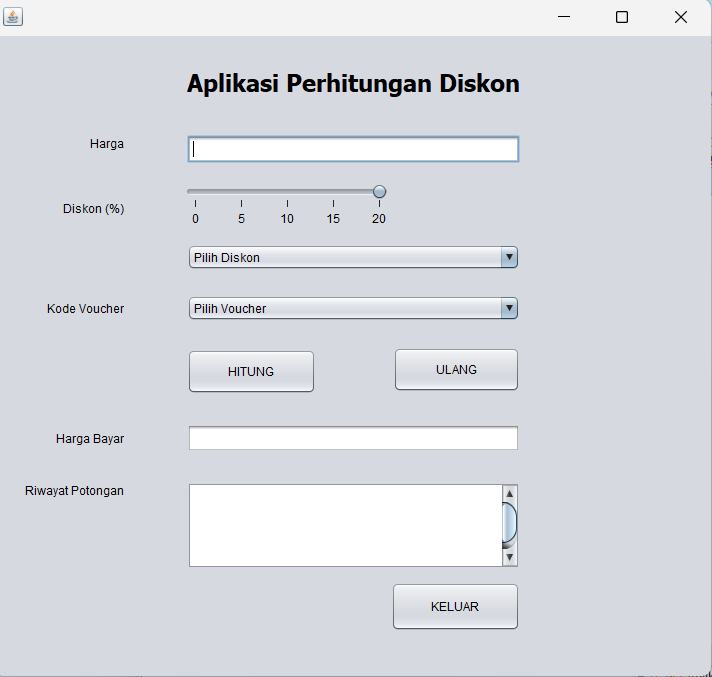 Aplikasi Perhitungan Diskon
Harga
Diskon (%)
0 5 10 15 20
Pilih Diskon
Kode Voucher
Pilih Voucher
HITUNG
ULANG
Harga Bayar
Riwayat Potongan
KELUAR